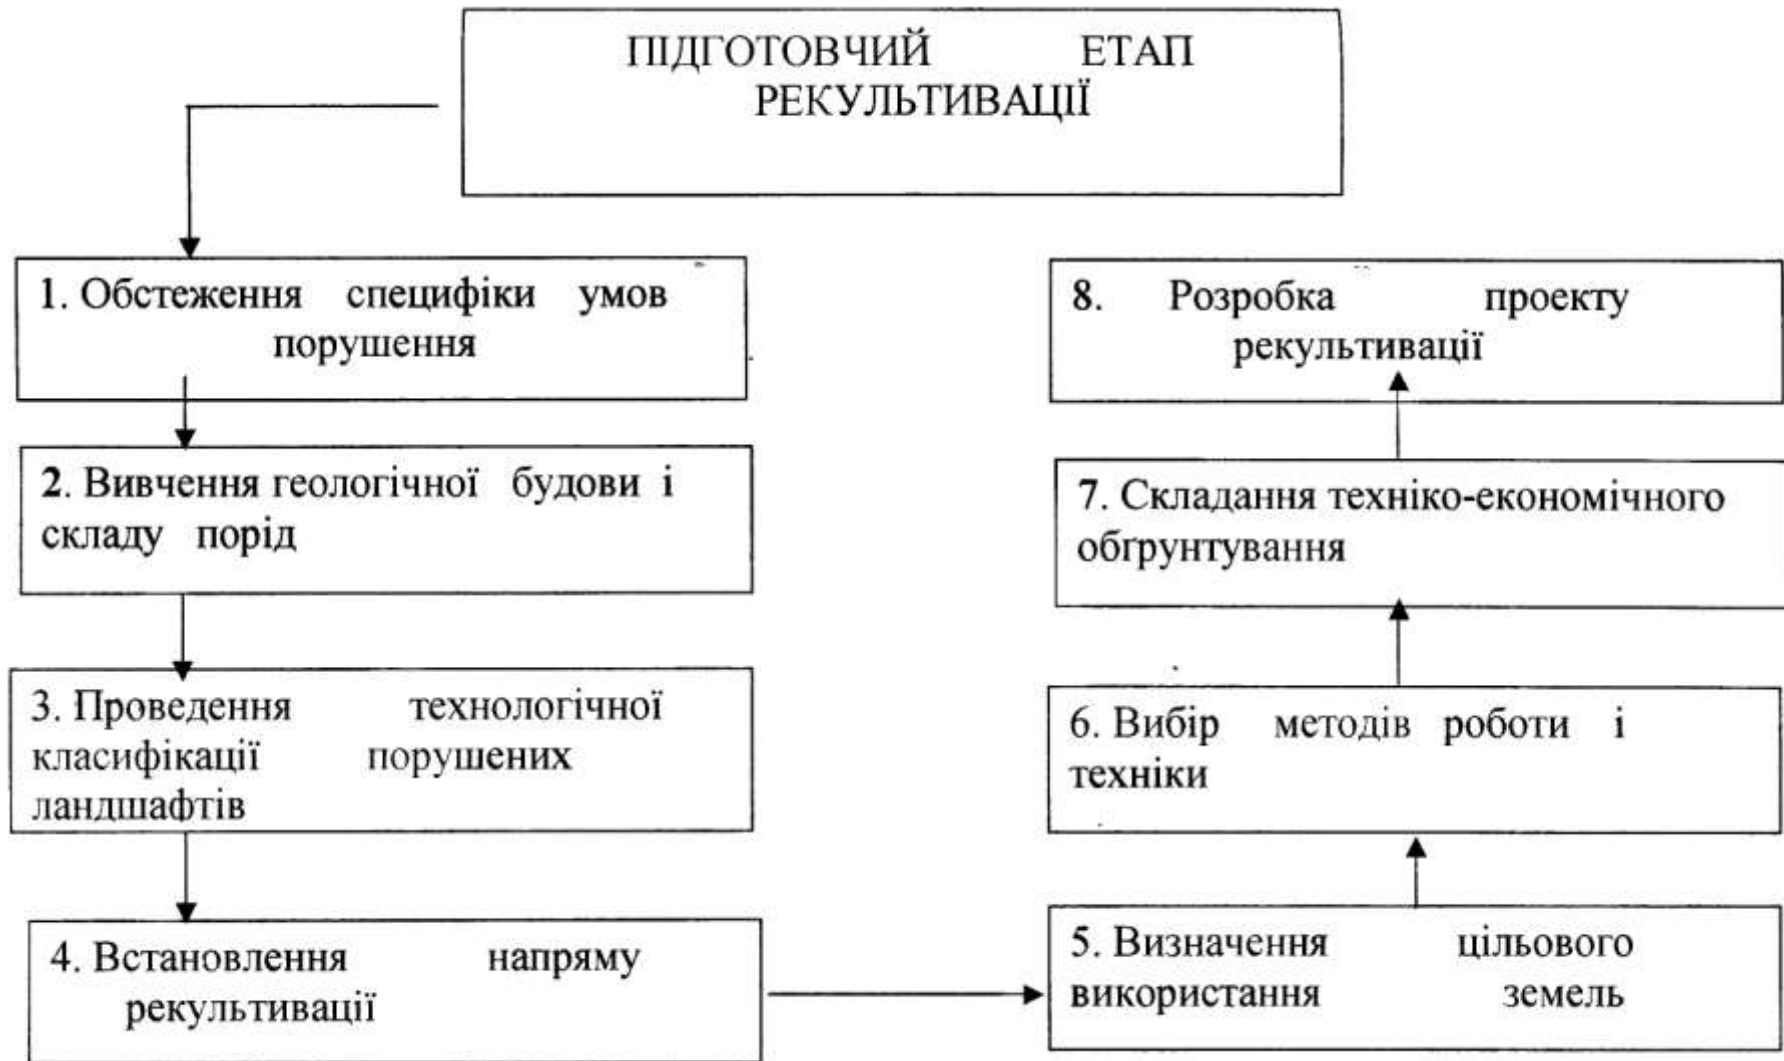 ПІДГОТОВЧИЙ ЕТАП
РЕКУЛЬТИВАЦІЇ
1. Обстеження специфіки умов
порушення
2. Вивчення геологічної будови і
складу порід
3. Проведення технологічної
класифікації порушених
ландшафтів
4. Встановлення напряму
рекультивації
5. Визначення цільового
використання земель
6. Вибір методів роботи і
техніки
7. Складання техніко-економічного
обґрунтування
8. Розробка проекту
рекультивації